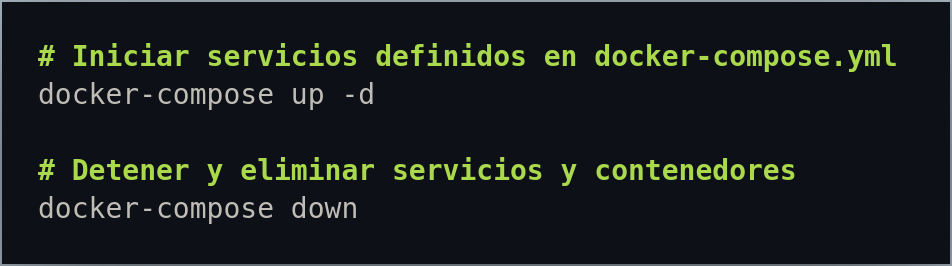 # Iniciar servicios definidos en docker-compose.yml
docker-compose up -d
# Detener y eliminar servicios y contenedores
docker-compose down